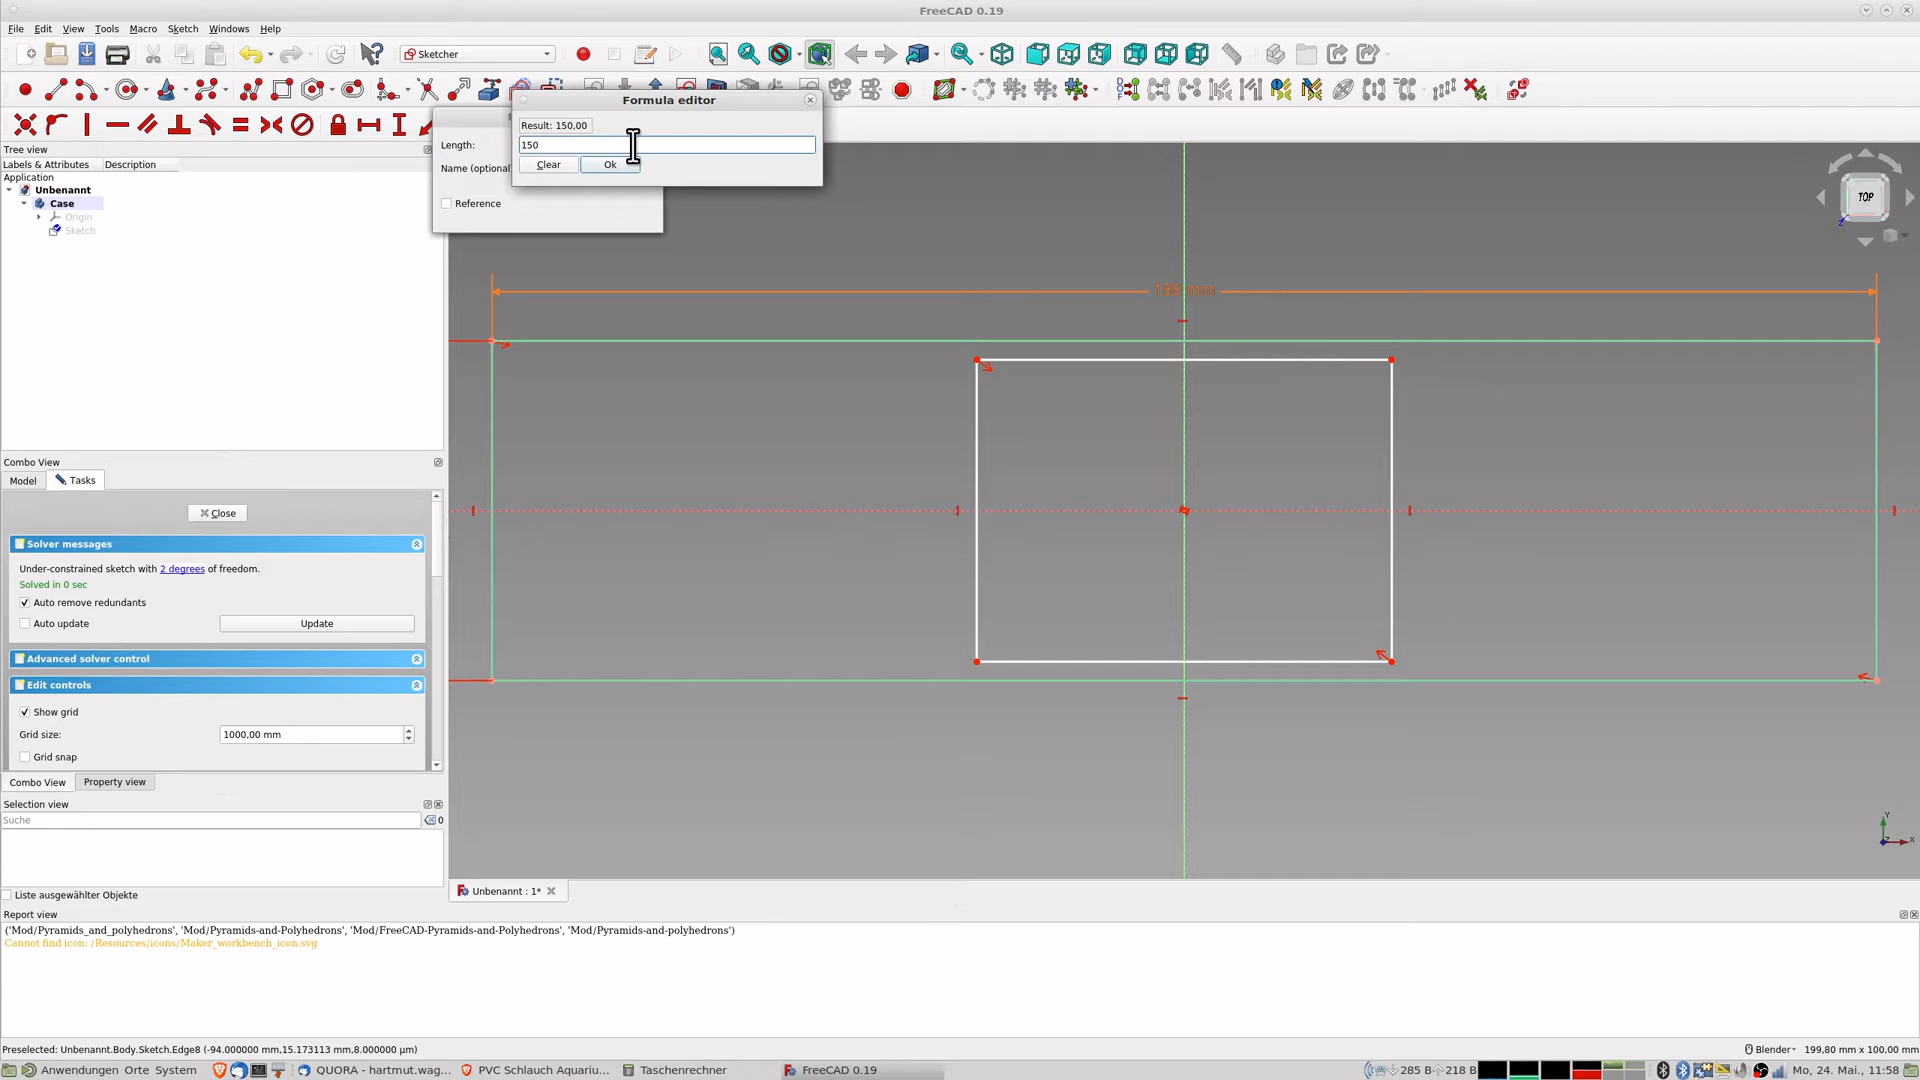 FreeCAD 0.19
File Edit View Tools Macro Sketch Windows Help
Sketcher
Formula editor
Result: 150,00
Length:
150
Name (optional
Clear Ok
Reference
Tree view
Labels & Attributes Description
Application
Unbenannt
Case
Origin
Sketch
TOP
Combo View
Model Tasks
Close
Solver messages
Under-constrained sketch with 2 degrees of freedom.
Solved in 0 sec
Auto remove redundants
Auto update Update
Advanced solver control
Edit controls
Show grid
Grid size: 1000,00 mm
Grid snap
Combo View Property view
Selection view
Suche 0
Liste ausgewählter Objekte
Unbenannt : 1*
Y
X
Report view
('Mod/Pyramids_and_polyhedrons', 'Mod/Pyramids-and-Polyhedrons', 'Mod/FreeCAD-Pyramids-and-Polyhedrons', 'Mod/Pyramids-and-polyhedrons')
Cannot find icon: /Resources/icons/Maker_workbench_icon.svg
Preselected: Unbenannt.Body.Sketch.Edge8 (-94.000000 mm,15.173113 mm,8.000000 µm)
Blender 199,80 mm x 100,00 mm
Anwendungen Orte System QUORA - hartmut.wag... PVC Schlauch Aquariu... Taschenrechner FreeCAD 0.19 285 B 218 B Mo, 24. Mai., 11:58